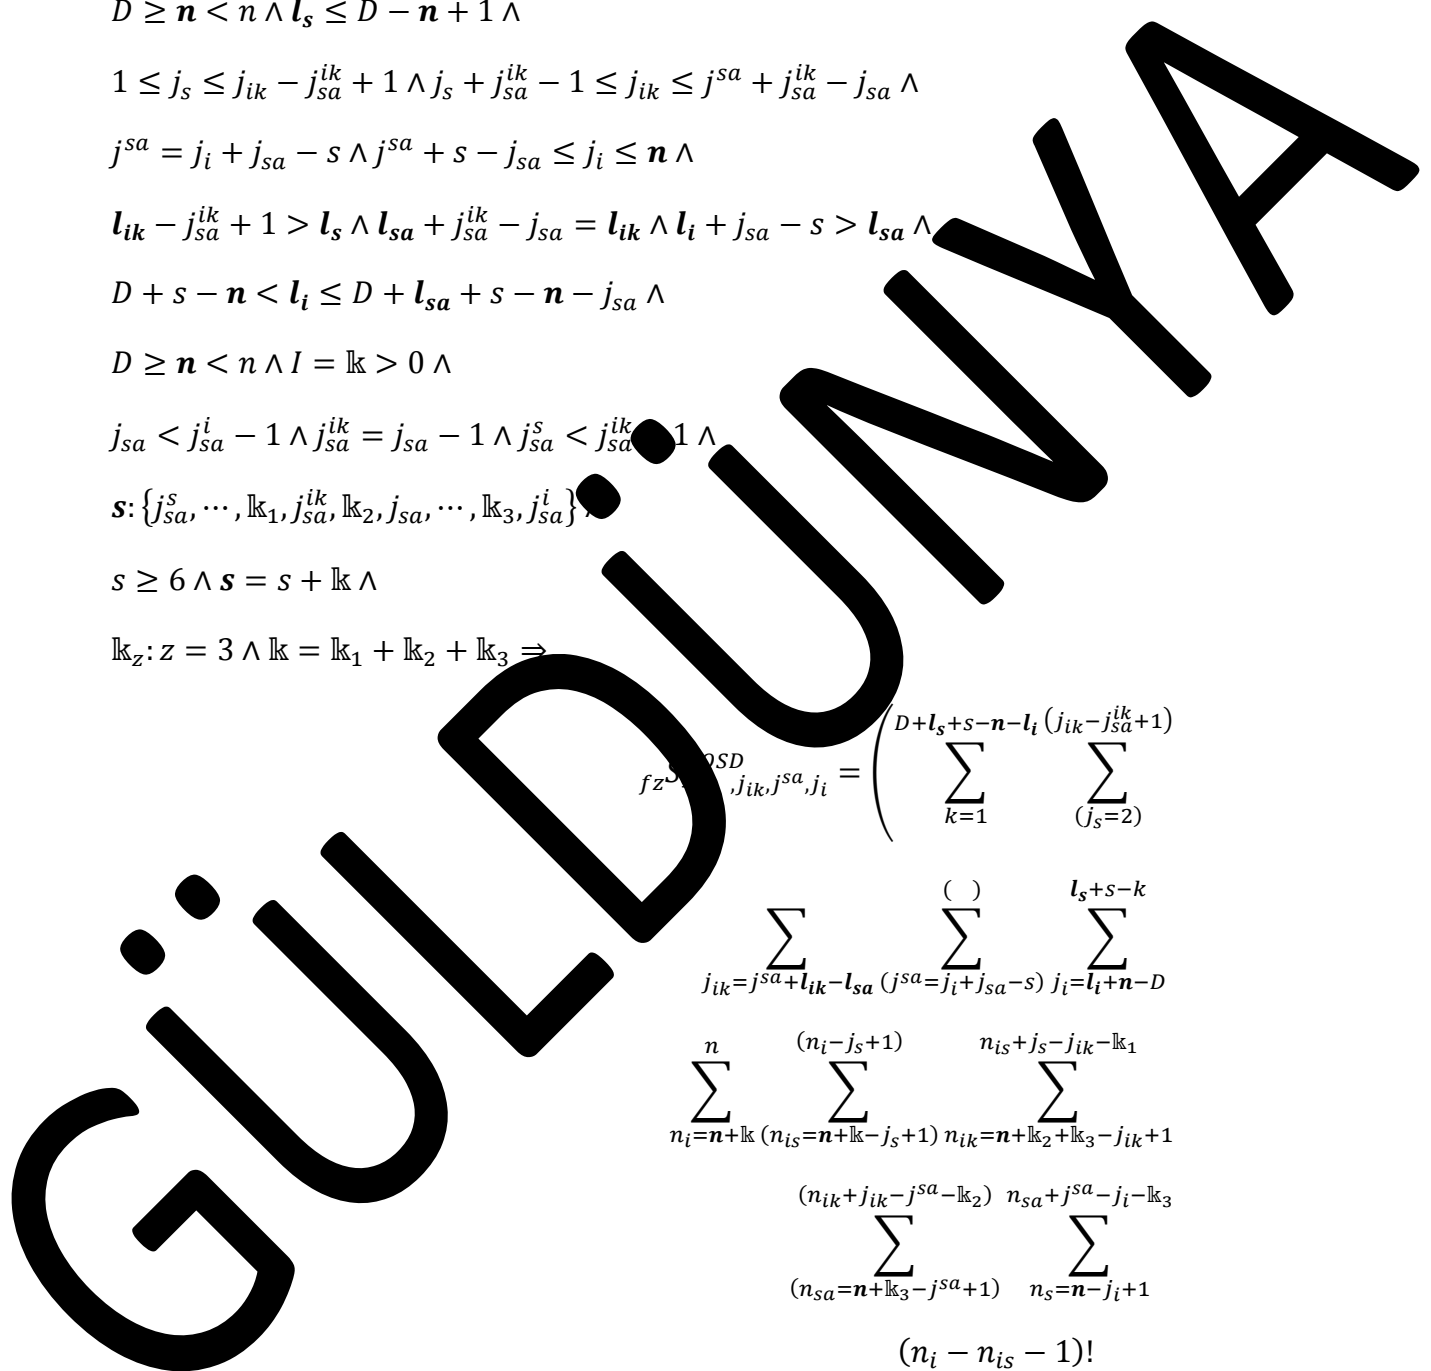 D ≥ n < n ∧ l_s ≤ D − n + 1 ∧
1 ≤ j_s ≤ j_{ik} − j_{sa}^{ik} + 1 ∧ j_s + j_{sa}^{ik} − 1 ≤ j_{ik} ≤ j^{sa} + j_{sa}^{ik} − j_{sa} ∧
j^{sa} = j_i + j_{sa} − s ∧ j^{sa} + s − j_{sa} ≤ j_i ≤ n ∧
l_{ik} − j_{sa}^{ik} + 1 > l_s ∧ l_{sa} + j_{sa}^{ik} − j_{sa} = l_{ik} ∧ l_i + j_{sa} − s > l_{sa} ∧
D + s − n < l_i ≤ D + l_{sa} + s − n − j_{sa} ∧
D ≥ n < n ∧ I = 𝕜 > 0 ∧
j_{sa} < j_{sa}^i − 1 ∧ j_{sa}^{ik} = j_{sa} − 1 ∧ j_{sa}^s < j_{sa}^{ik} 1 ∧
s: {j_{sa}^s, ⋯, 𝕜_1, j_{sa}^{ik}, 𝕜_2, j_{sa}, ⋯, 𝕜_3, j_{sa}^i}
s ≥ 6 ∧ s = s + 𝕜 ∧
𝕜_z: z = 3 ∧ 𝕜 = 𝕜_1 + 𝕜_2 + 𝕜_3 ⇒
D+l_s+s−n−l_i (j_{ik}−j_{sa}^{ik}+1)
fz S SD ,j_{ik},j^{sa},j_i = ( ∑ ∑
k=1 (j_s=2)
( ) l_s+s−k
∑ ∑ ∑
j_{ik}=j^{sa}+l_{ik}−l_{sa} (j^{sa}=j_i+j_{sa}−s) j_i=l_i+n−D
n (n_i−j_s+1) n_{is}+j_s−j_{ik}−𝕜_1
∑ ∑ ∑
n_i=n+𝕜 (n_{is}=n+𝕜−j_s+1) n_{ik}=n+𝕜_2+𝕜_3−j_{ik}+1
(n_{ik}+j_{ik}−j^{sa}−𝕜_2) n_{sa}+j^{sa}−j_i−𝕜_3
∑ ∑
(n_{sa}=n+𝕜_3−j^{sa}+1) n_s=n−j_i+1
(n_i − n_{is} − 1)!
GÜLDÜNYA